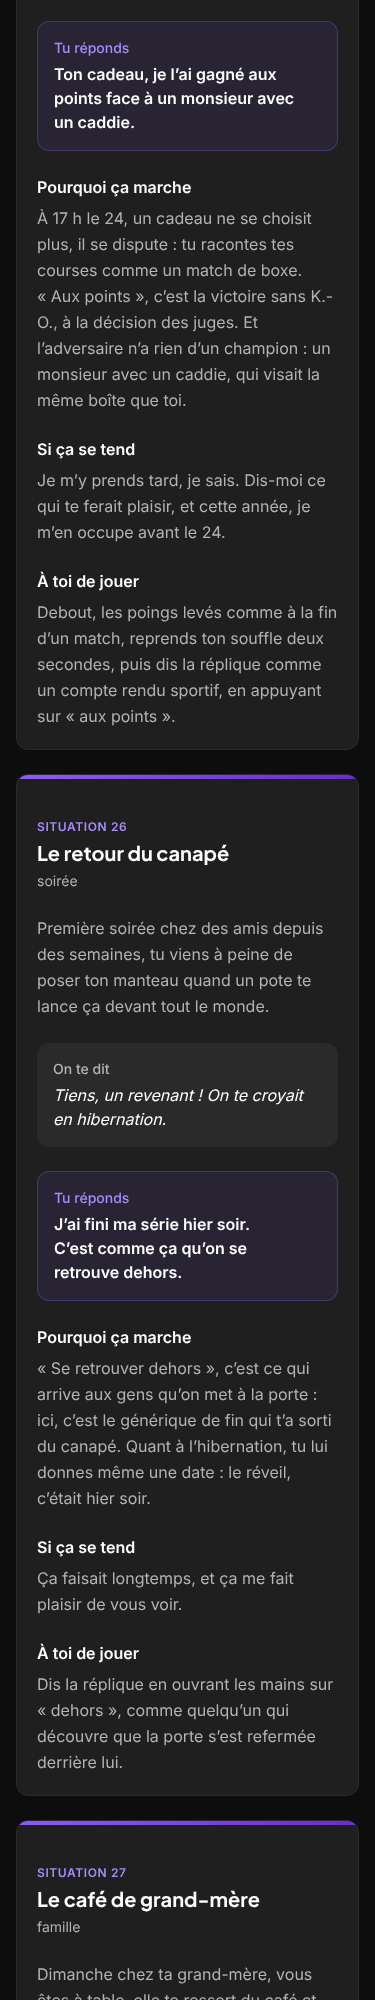 Tu réponds
Ton cadeau, je l’ai gagné aux
points face à un monsieur avec
un caddie.
Pourquoi ça marche
À 17 h le 24, un cadeau ne se choisit
plus, il se dispute : tu racontes tes
courses comme un match de boxe.
« Aux points », c’est la victoire sans K.-
O., à la décision des juges. Et
l’adversaire n’a rien d’un champion : un
monsieur avec un caddie, qui visait la
même boîte que toi.
Si ça se tend
Je m’y prends tard, je sais. Dis-moi ce
qui te ferait plaisir, et cette année, je
m’en occupe avant le 24.
À toi de jouer
Debout, les poings levés comme à la fin
d’un match, reprends ton souffle deux
secondes, puis dis la réplique comme
un compte rendu sportif, en appuyant
sur « aux points ».
SITUATION 26
Le retour du canapé
soirée
Première soirée chez des amis depuis
des semaines, tu viens à peine de
poser ton manteau quand un pote te
lance ça devant tout le monde.
On te dit
Tiens, un revenant ! On te croyait
en hibernation.
Tu réponds
J’ai fini ma série hier soir.
C’est comme ça qu’on se
retrouve dehors.
Pourquoi ça marche
« Se retrouver dehors », c’est ce qui
arrive aux gens qu’on met à la porte :
ici, c’est le générique de fin qui t’a sorti
du canapé. Quant à l’hibernation, tu lui
donnes même une date : le réveil,
c’était hier soir.
Si ça se tend
Ça faisait longtemps, et ça me fait
plaisir de vous voir.
À toi de jouer
Dis la réplique en ouvrant les mains sur
« dehors », comme quelqu’un qui
découvre que la porte s’est refermée
derrière lui.
SITUATION 27
Le café de grand-mère
famille
Dimanche chez ta grand-mère, vous
êtes à table, elle te ressort du café et